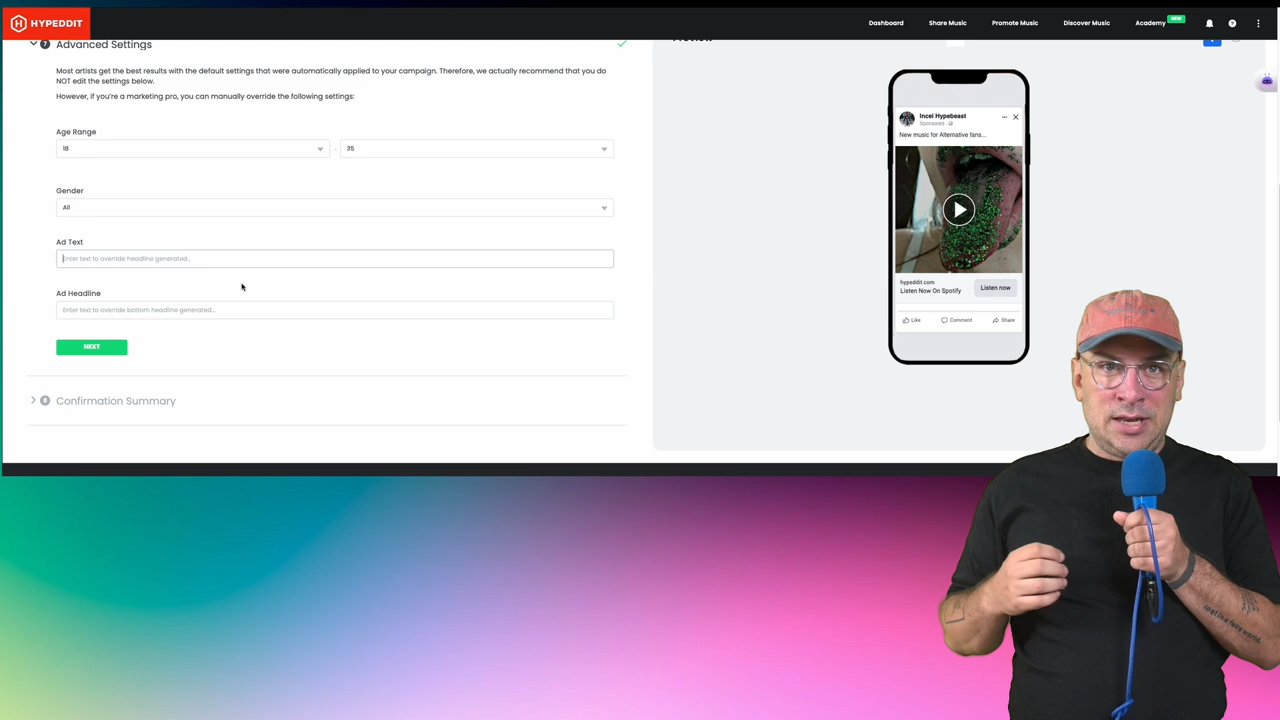 HYPEDDIT
Dashboard
Share Music
Promote Music
Discover Music
Academy
NEW
7 Advanced Settings
Most artists get the best results with the default settings that were automatically applied to your campaign. Therefore, we actually recommend that you do
NOT edit the settings below.
However, if you're a marketing pro, you can manually override the following settings:
Age Range
18
35
Gender
All
Ad Text
Enter text to override headline generated...
Ad Headline
Enter text to override bottom headline generated...
NEXT
Confirmation Summary
Incel Hypebeast
Sponsored
New music for Alternative fans...
hypeddit.com
Listen Now On Spotify
Listen now
Like
Comment
Share